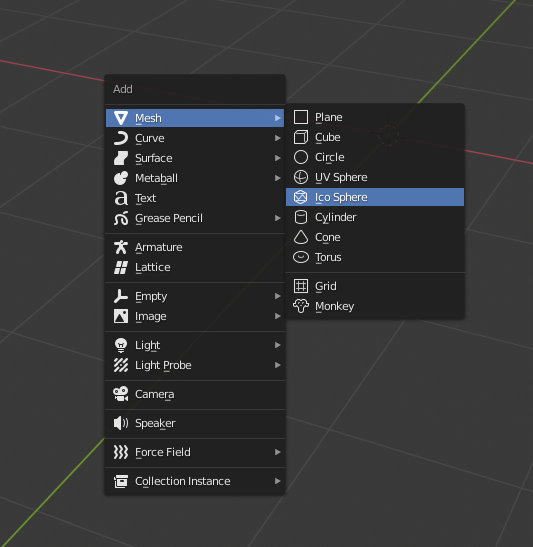 Add
Mesh
Curve
Surface
Metaball
Text
Grease Pencil
Armature
Lattice
Empty
Image
Light
Light Probe
Camera
Speaker
Force Field
Collection Instance
Plane
Cube
Circle
UV Sphere
Ico Sphere
Cylinder
Cone
Torus
Grid
Monkey